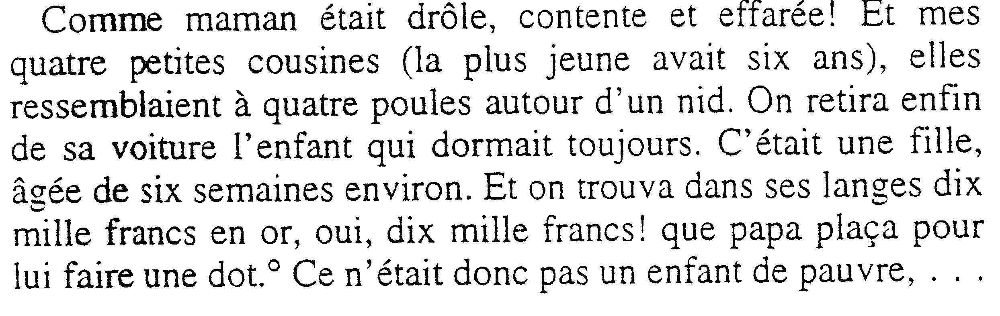 Comme maman était drôle, contente et effarée! Et mes
quatre petites cousines (la plus jeune avait six ans), elles
ressemblaient à quatre poules autour d'un nid. On retira enfin
de sa voiture l'enfant qui dormait toujours. C'était une fille,
âgée de six semaines environ. Et on trouva dans ses langes dix
mille francs en or, oui, dix mille francs! que papa plaça pour
lui faire une dot.° Ce n'était donc pas un enfant de pauvre, . . .